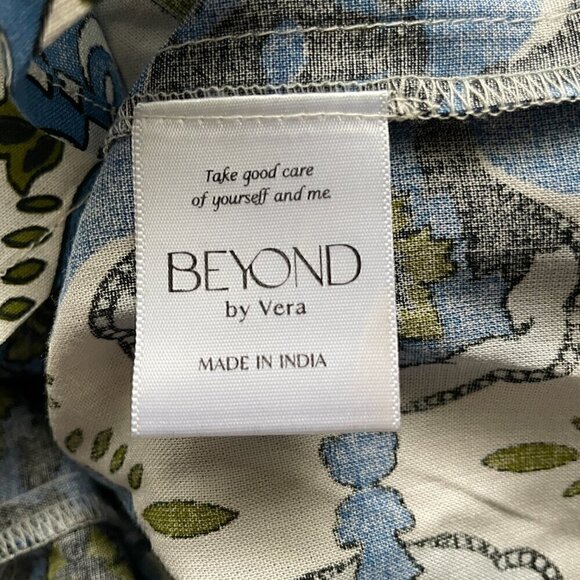 Take good care
of yourself and me.
BEYOND
by Vera
MADE IN INDIA